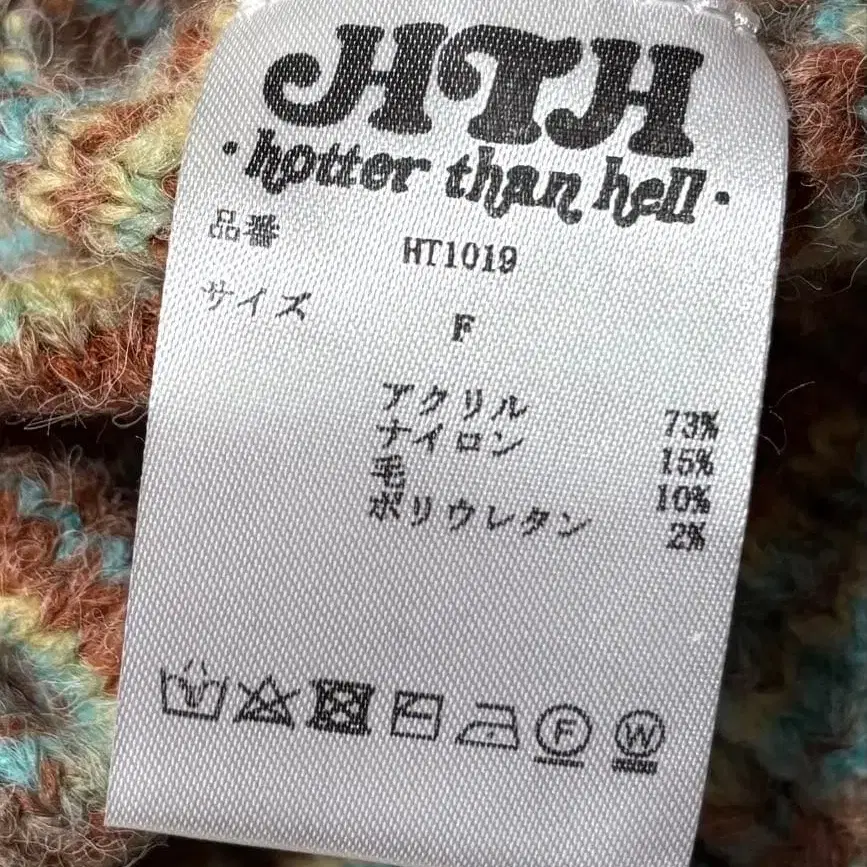 HTH
·hotter than hell·
品番 HT1019
サイズ F
アクリル 73%
ナイロン 15%
毛 10%
ポリウレタン 2%
F W